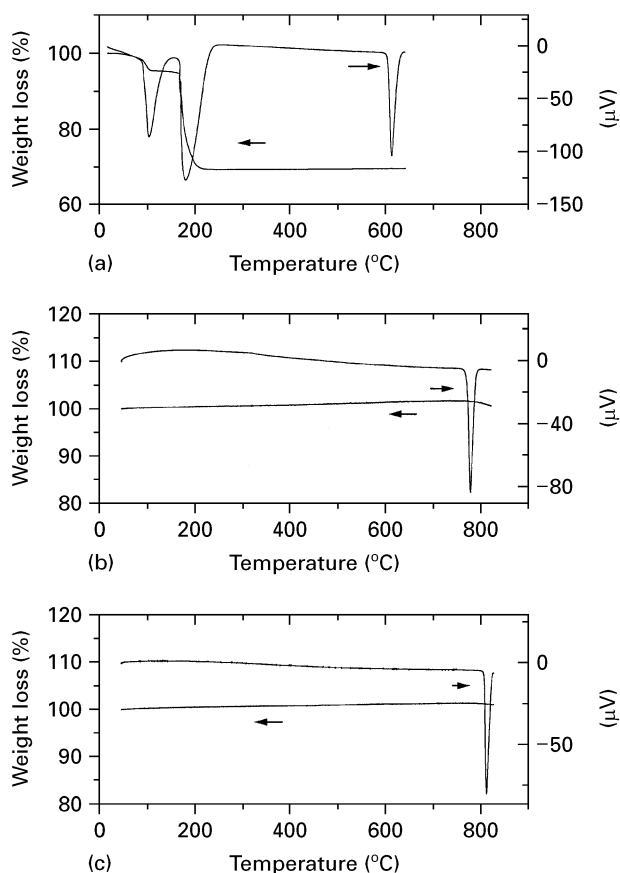 100
80
60
0
−50
−100
−150
Weight loss (%)
(μV)
0 200 400 600 800
(a) Temperature (°C)
120
110
100
90
80
0
−40
−80
Weight loss (%)
(μV)
0 200 400 600 800
(b) Temperature (°C)
120
110
100
90
80
0
−50
Weight loss (%)
(μV)
0 200 400 600 800
(c) Temperature (°C)